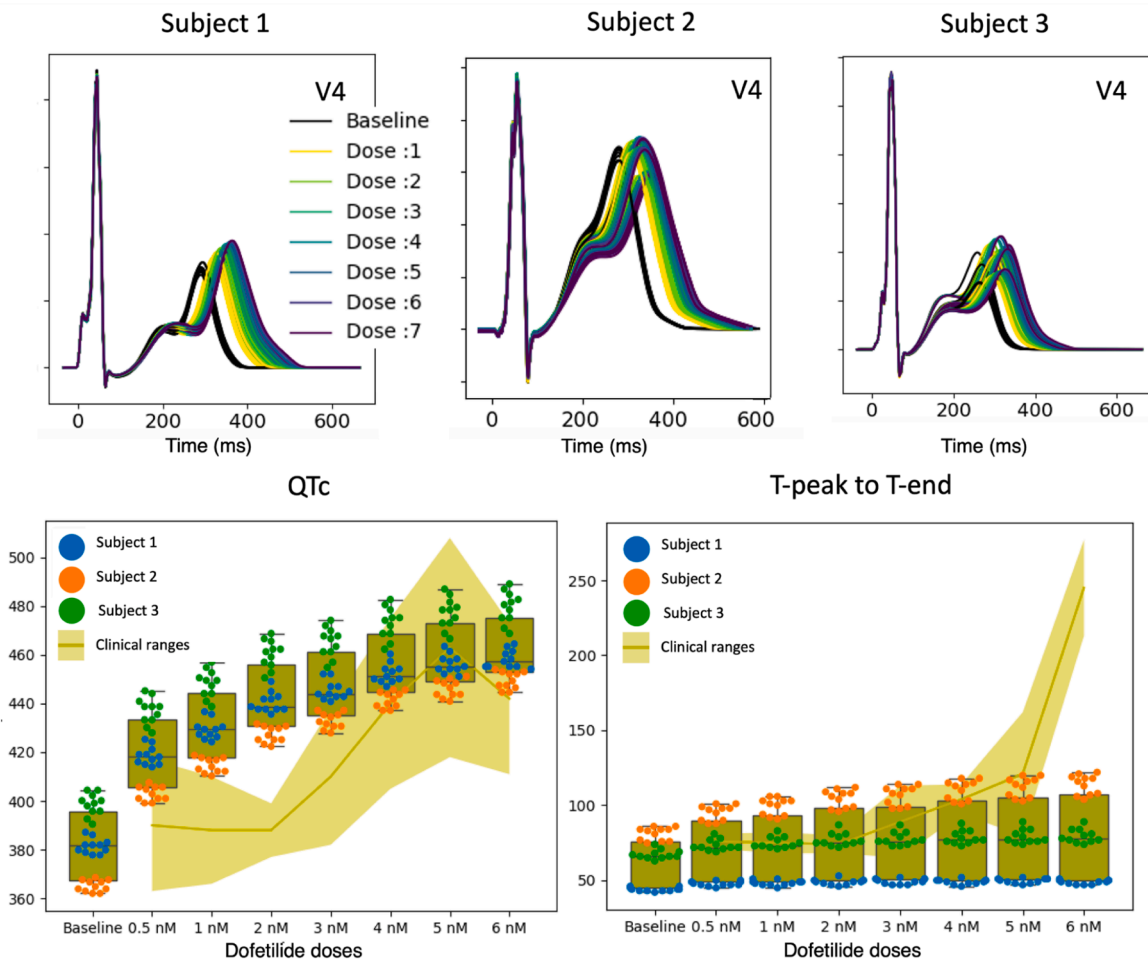 Subject 1
Subject 2
Subject 3
V4
V4
V4
Baseline
Dose :1
Dose :2
Dose :3
Dose :4
Dose :5
Dose :6
Dose :7
0 200 400 600
0 200 400 600
0 200 400 600
Time (ms)
Time (ms)
Time (ms)
QTc
T-peak to T-end
Subject 1
Subject 2
Subject 3
Clinical ranges
500
480
460
440
420
400
380
360
Baseline 0.5 nM 1 nM 2 nM 3 nM 4 nM 5 nM 6 nM
Dofetilíde doses
Subject 1
Subject 2
Subject 3
Clinical ranges
250
200
150
100
50
Baseline 0.5 nM 1 nM 2 nM 3 nM 4 nM 5 nM 6 nM
Dofetilide doses